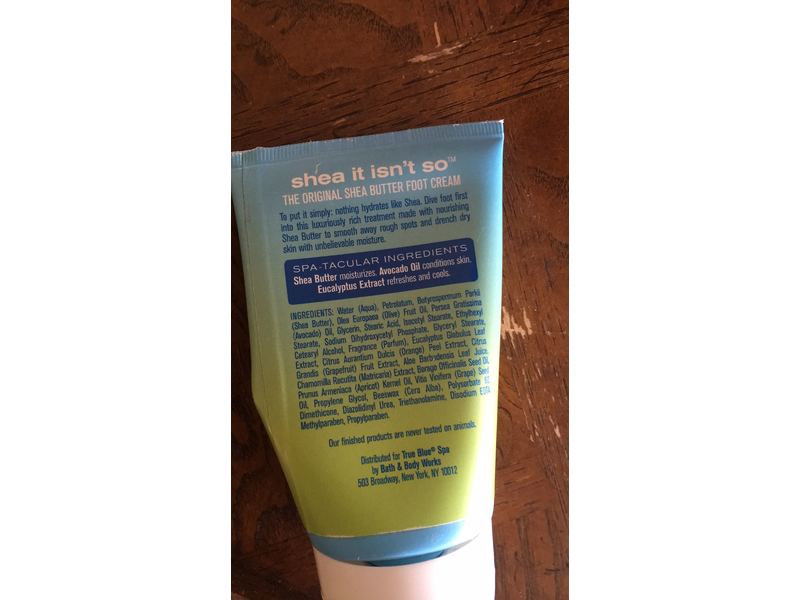 shea it isn't so™
THE ORIGINAL SHEA BUTTER FOOT CREAM
To put it simply: nothing hydrates like Shea. Dive foot first
into this luxuriously rich treatment made with nourishing
Shea Butter to smooth away rough spots and drench dry
skin with unbelievable moisture.
SPA-TACULAR INGREDIENTS
Shea Butter moisturizes. Avocado Oil conditions skin.
Eucalyptus Extract refreshes and cools.
INGREDIENTS: Water (Aqua), Petrolatum, Butyrospermum Parkii
(Shea Butter), Olea Europaea (Olive) Fruit Oil, Persea Gratissima
(Avocado) Oil, Glycerin, Stearic Acid, Isocetyl Stearate, Ethylhexyl
Stearate, Sodium Dihydroxycetyl Phosphate, Glyceryl Stearate,
Cetearyl Alcohol, Fragrance (Parfum), Eucalyptus Globulus Leaf
Extract, Citrus Aurantium Dulcis (Orange) Peel Extract, Citrus
Grandis (Grapefruit) Fruit Extract, Aloe Barbadensis Leaf Juice,
Chamomilla Recutita (Matricaria) Extract, Borago Officinalis Seed Oil,
Prunus Armeniaca (Apricot) Kernel Oil, Vitis Vinifera (Grape) Seed
Oil, Propylene Glycol, Beeswax (Cera Alba), Polysorbate 60,
Dimethicone, Diazolidinyl Urea, Triethanolamine, Disodium EDTA
Methylparaben, Propylparaben.
Our finished products are never tested on animals.
Distributed for True Blue® Spa
by Bath & Body Works
503 Broadway, New York, NY 10012